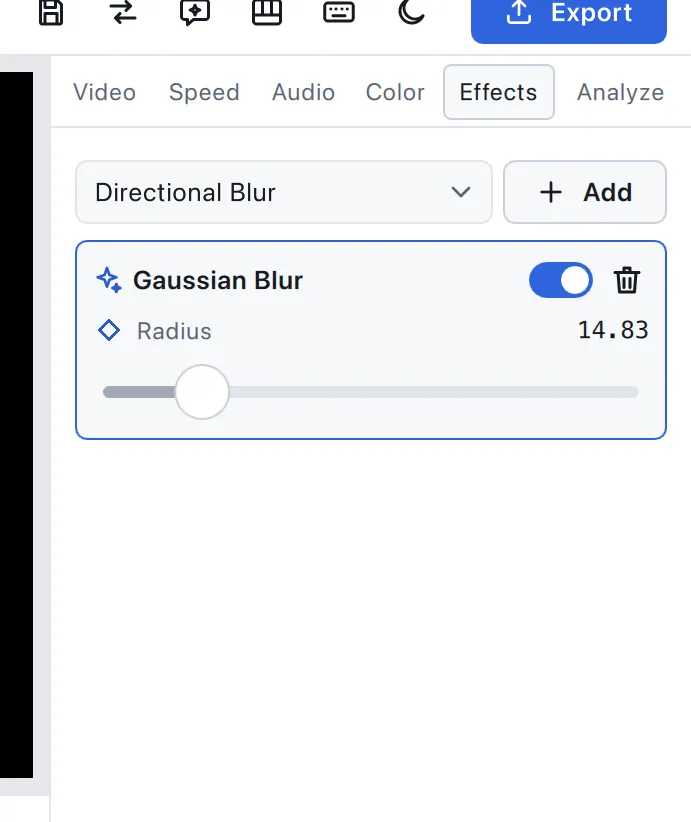 Export
Video Speed Audio Color Effects Analyze
Directional Blur Add
Gaussian Blur
Radius 14.83